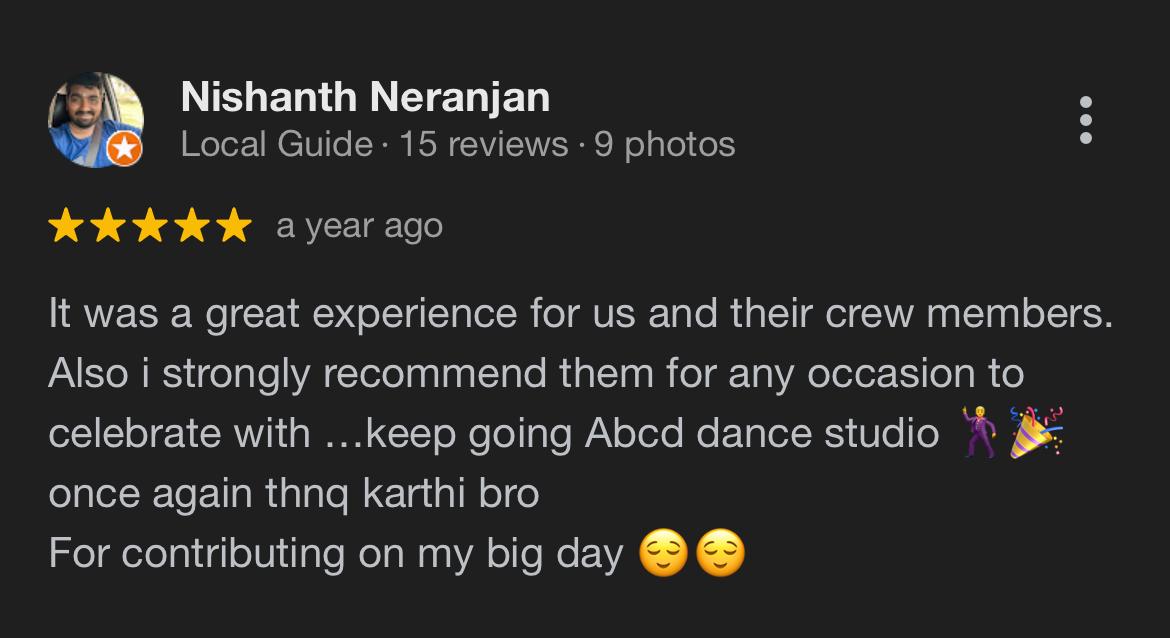 Nishanth Neranjan
Local Guide · 15 reviews · 9 photos
a year ago
It was a great experience for us and their crew members.
Also i strongly recommend them for any occasion to
celebrate with …keep going Abcd dance studio 🕺🎉
once again thnq karthi bro
For contributing on my big day 😌😌